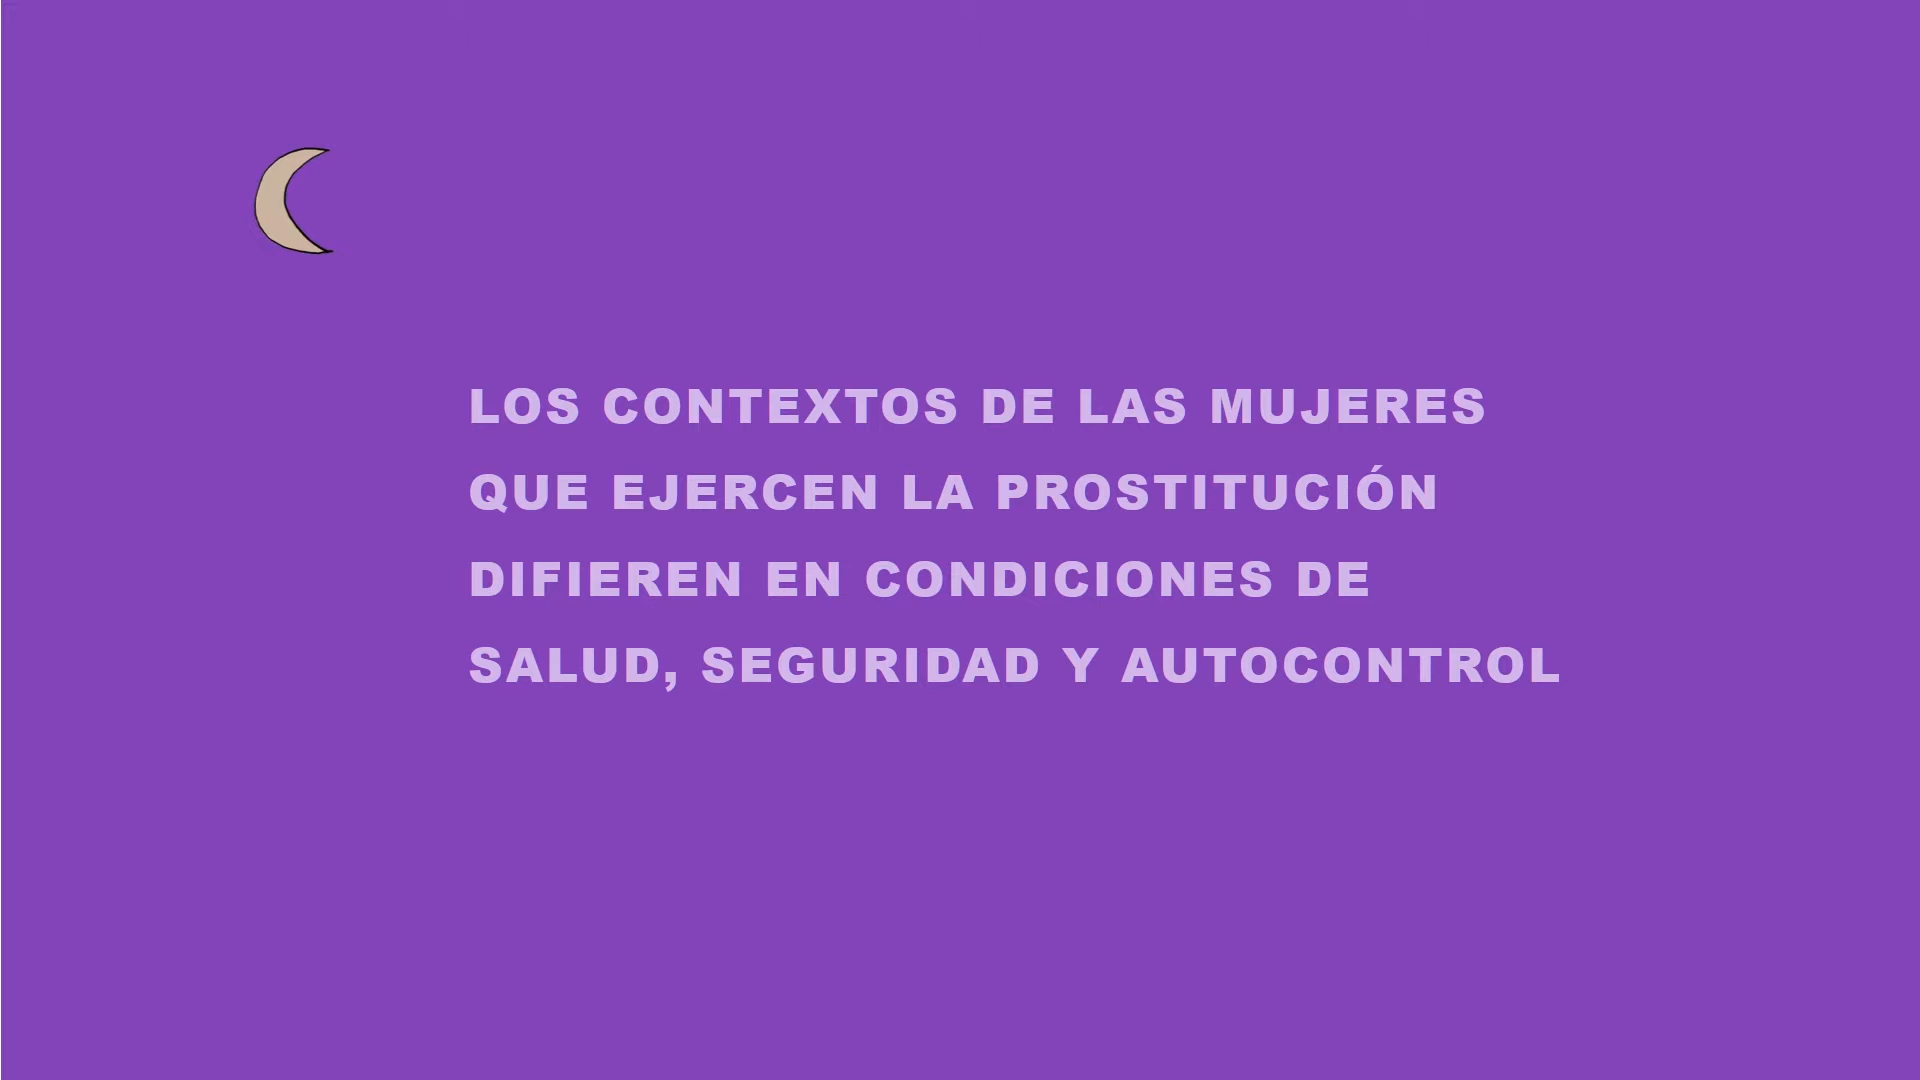 LOS CONTEXTOS DE LAS MUJERES
QUE EJERCEN LA PROSTITUCIÓN
DIFIEREN EN CONDICIONES DE
SALUD, SEGURIDAD Y AUTOCONTROL